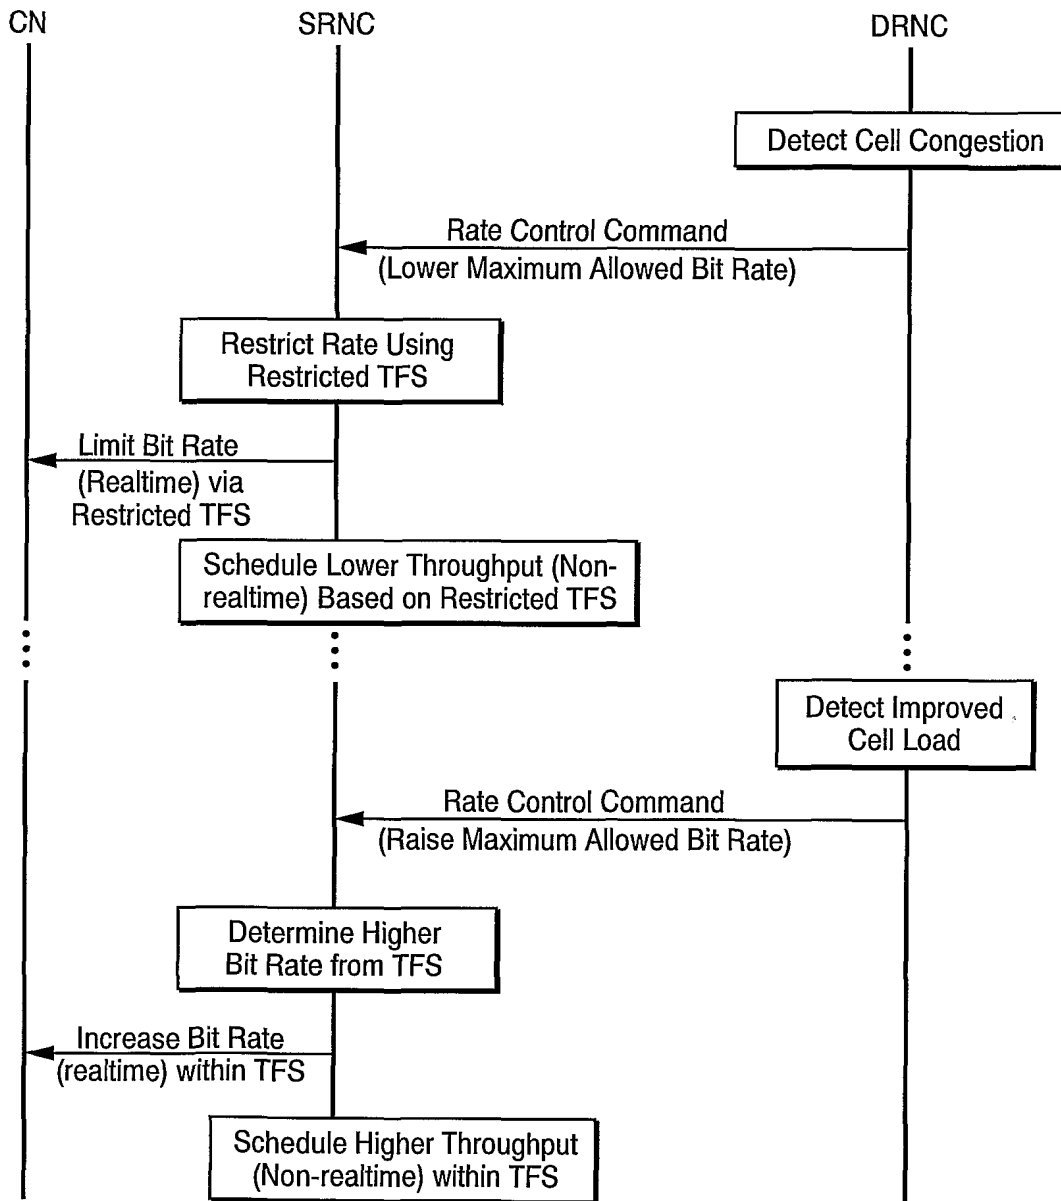 CN
SRNC
DRNC
Detect Cell Congestion
Rate Control Command
(Lower Maximum Allowed Bit Rate)
Restrict Rate Using
Restricted TFS
Limit Bit Rate
(Realtime) via
Restricted TFS
Schedule Lower Throughput (Non-
realtime) Based on Restricted TFS
Detect Improved
Cell Load
Rate Control Command
(Raise Maximum Allowed Bit Rate)
Determine Higher
Bit Rate from TFS
Increase Bit Rate
(realtime) within TFS
Schedule Higher Throughput
(Non-realtime) within TFS